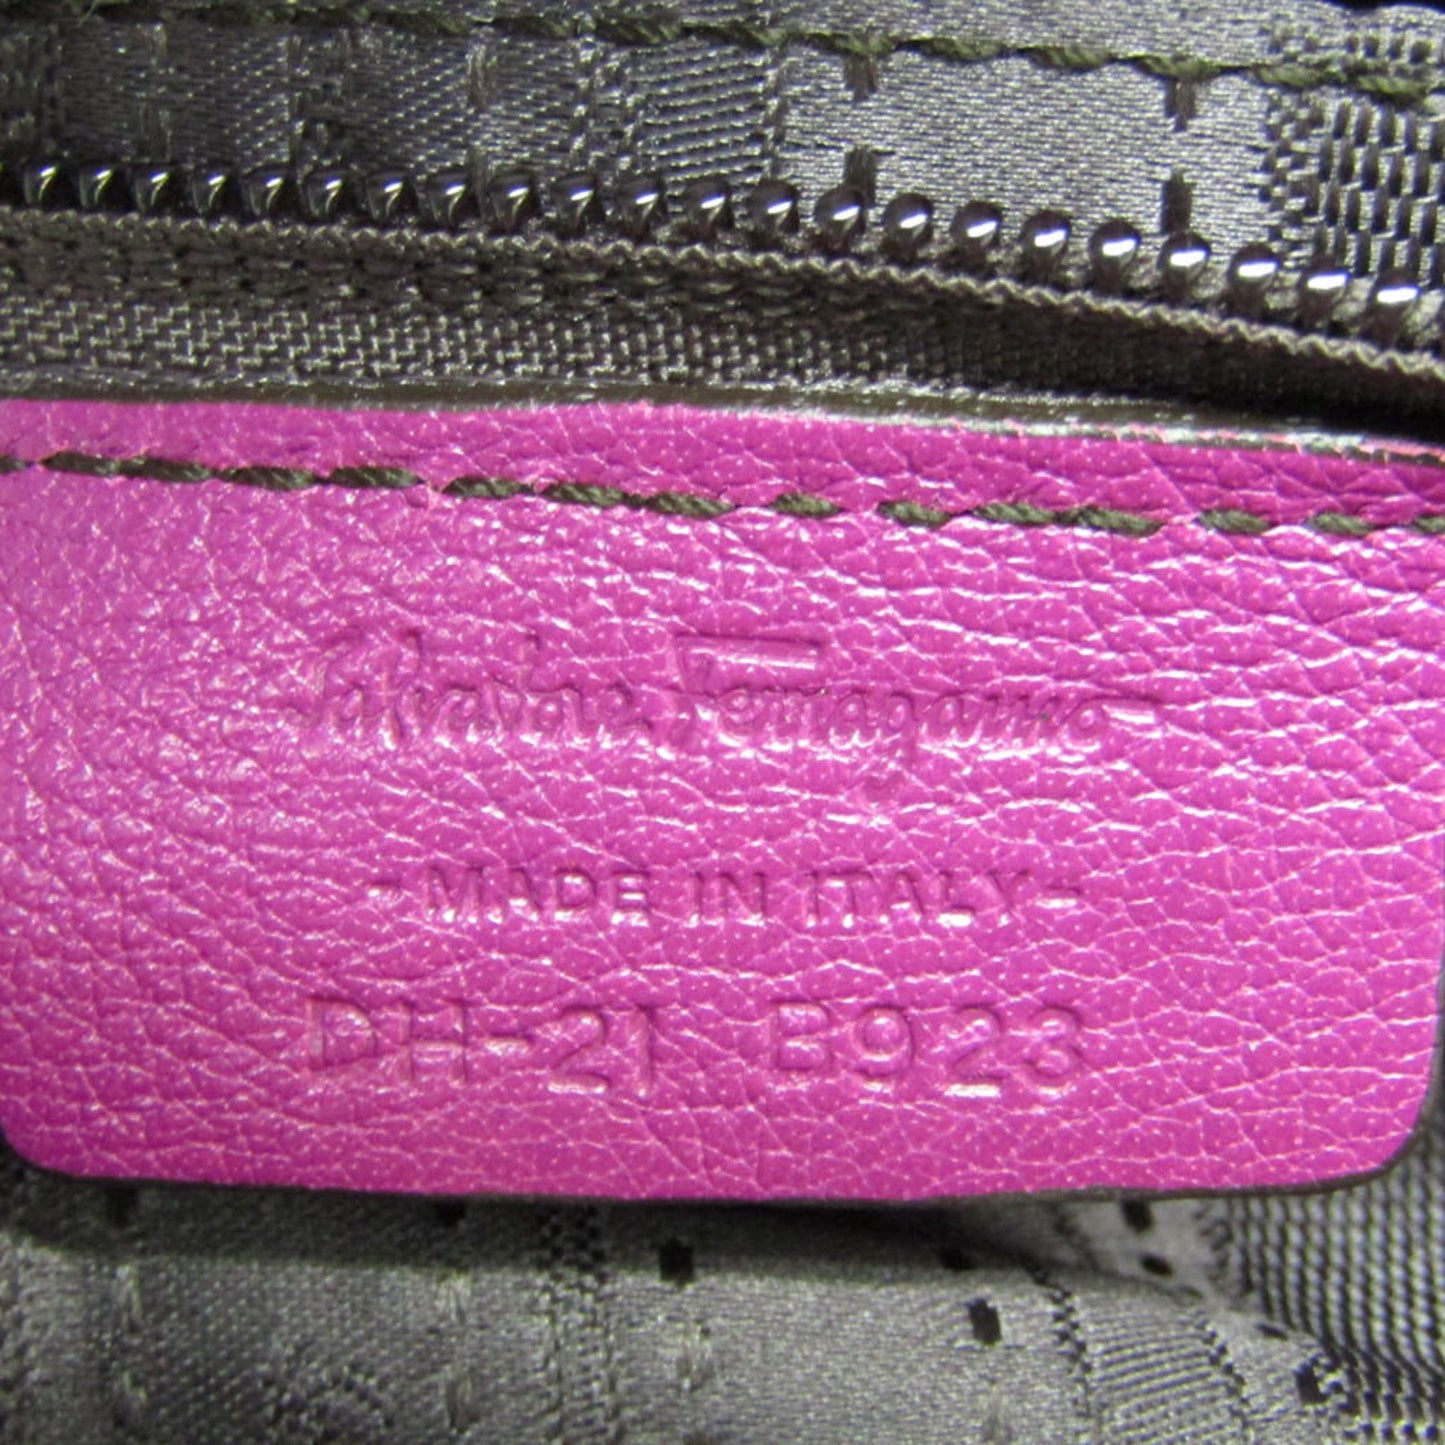 Salvatore Ferragamo
-MADE IN ITALY-
DH-21 B923